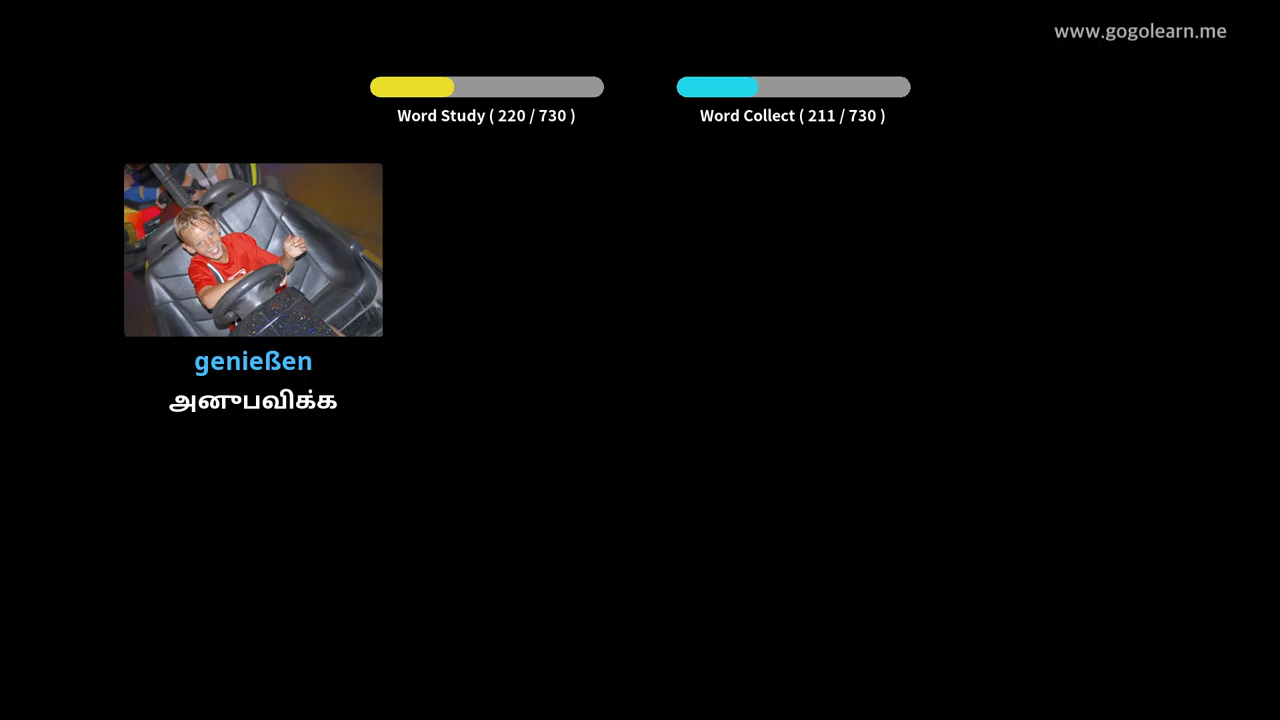 www.gogolearn.me
Word Study ( 220 / 730 )
Word Collect ( 211 / 730 )
genießen
அனுபவிக்க